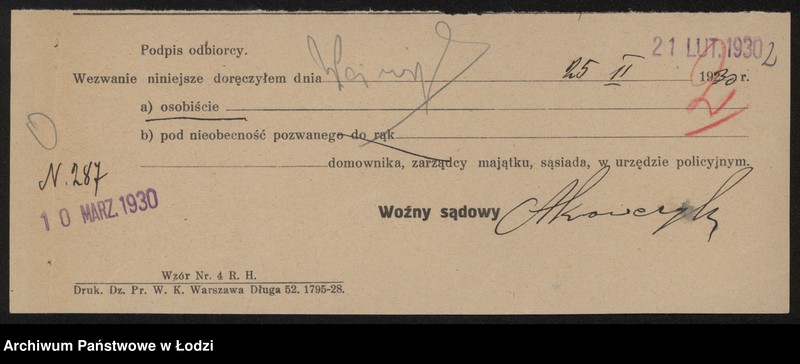 21 LUT. 1930 2
Podpis odbiorcy.
Wezwanie niniejsze doręczyłem dnia 25 II 1930 r.
2
a) osobiście
b) pod nieobecność pozwanego do rąk
domownika, zarządcy majątku, sąsiada, w urzędzie policyjnym.
N. 287
10 MARZ. 1930
Woźny sądowy
Wzór Nr. 4 R. H.
Druk. Dz. Pr. W. K. Warszawa Długa 52. 1795-28.
Archiwum Państwowe w Łodzi